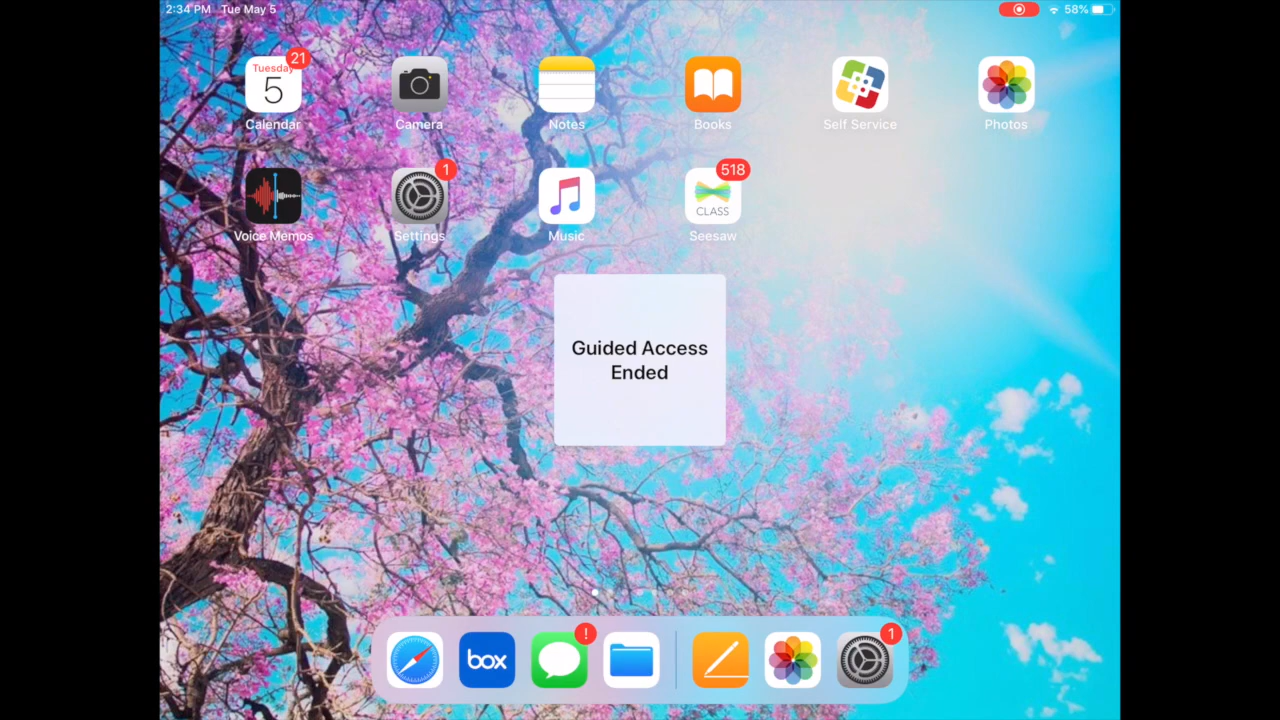 2:34 PM Tue May 5
58%
21
Tuesday
5
Calendar
Camera
Notes
Books
Self Service
Photos
1
518
CLASS
Voice Memos
Settings
Music
Seesaw
Guided Access
Ended
!
1
box